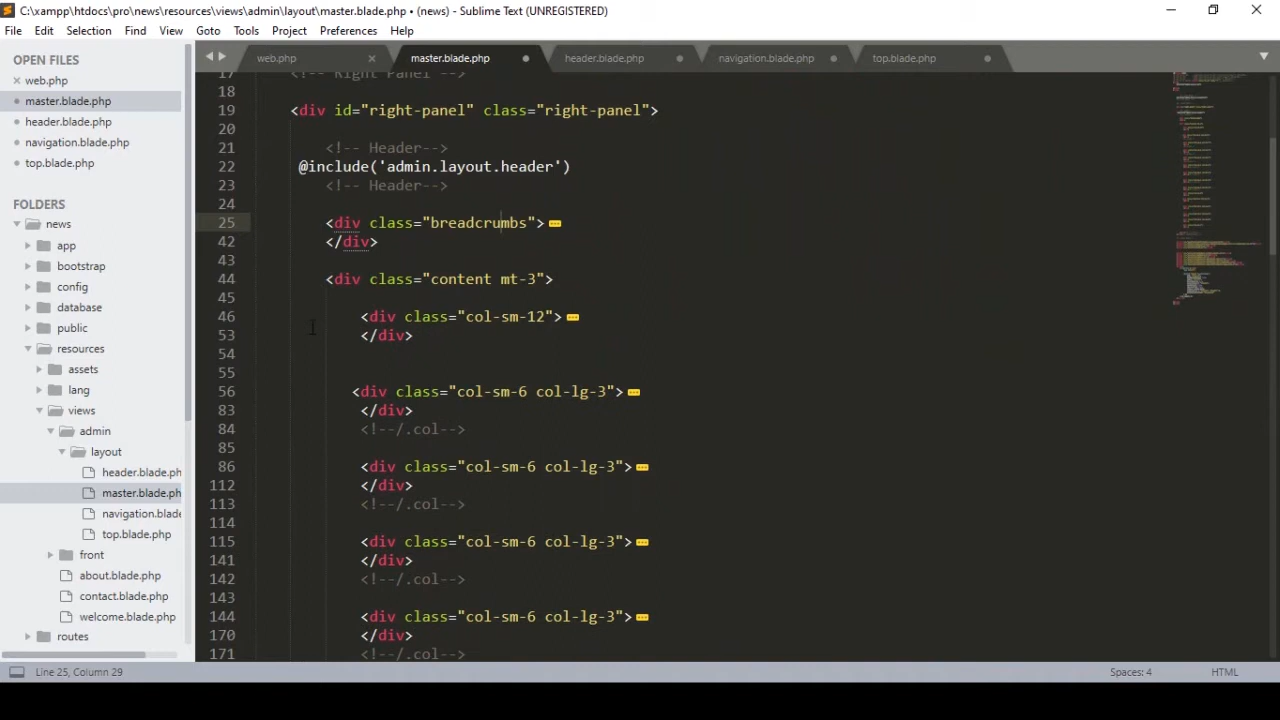 C:\xampp\htdocs\pro\news\resources\views\admin\layout\master.blade.php • (news) - Sublime Text (UNREGISTERED)
File Edit Selection Find View Goto Tools Project Preferences Help
OPEN FILES
web.php
master.blade.php
header.blade.php
navigation.blade.php
top.blade.php
FOLDERS
news
app
bootstrap
config
database
public
resources
assets
lang
views
admin
layout
header.blade.ph
master.blade.ph
navigation.blade
top.blade.php
front
about.blade.php
contact.blade.php
welcome.blade.php
routes
web.php master.blade.php header.blade.php navigation.blade.php top.blade.php
17 <!-- Right Panel -->
18
19 <div id="right-panel" class="right-panel">
20
21 <!-- Header-->
22 @include('admin.layout.header')
23 <!-- Header-->
24
25 <div class="breadcrumbs">
42 </div>
43
44 <div class="content mt-3">
45
46 <div class="col-sm-12">
53 </div>
54
55
56 <div class="col-sm-6 col-lg-3">
83 </div>
84 <!--/.col-->
85
86 <div class="col-sm-6 col-lg-3">
112 </div>
113 <!--/.col-->
114
115 <div class="col-sm-6 col-lg-3">
141 </div>
142 <!--/.col-->
143
144 <div class="col-sm-6 col-lg-3">
170 </div>
171 <!--/.col-->
Line 25, Column 29 Spaces: 4 HTML